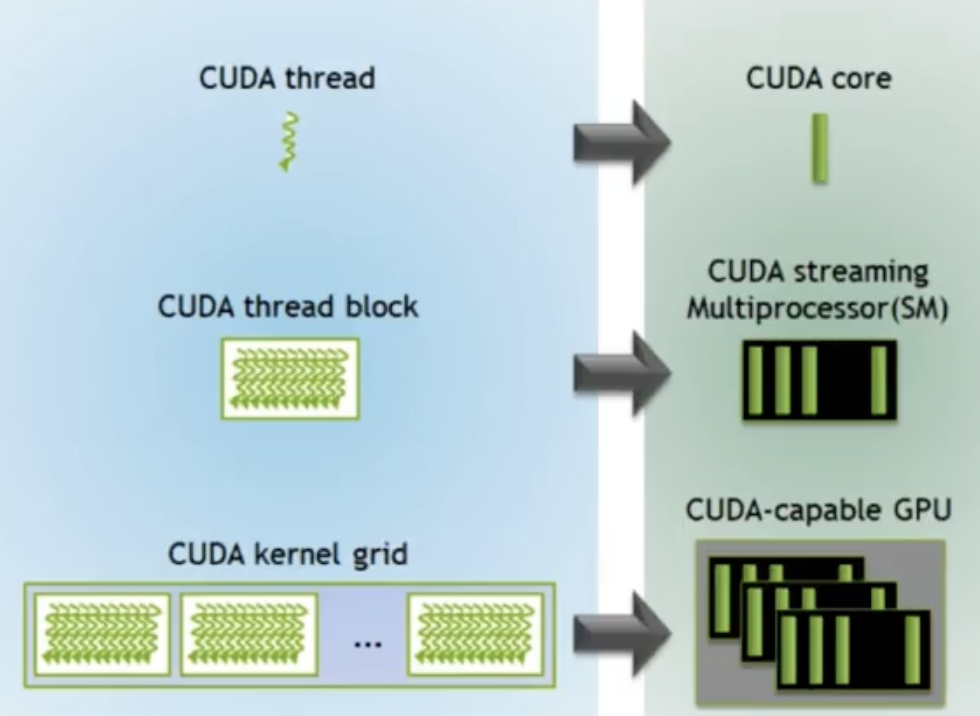 CUDA thread
CUDA core
CUDA thread block
CUDA streaming
Multiprocessor(SM)
CUDA kernel grid
...
CUDA-capable GPU